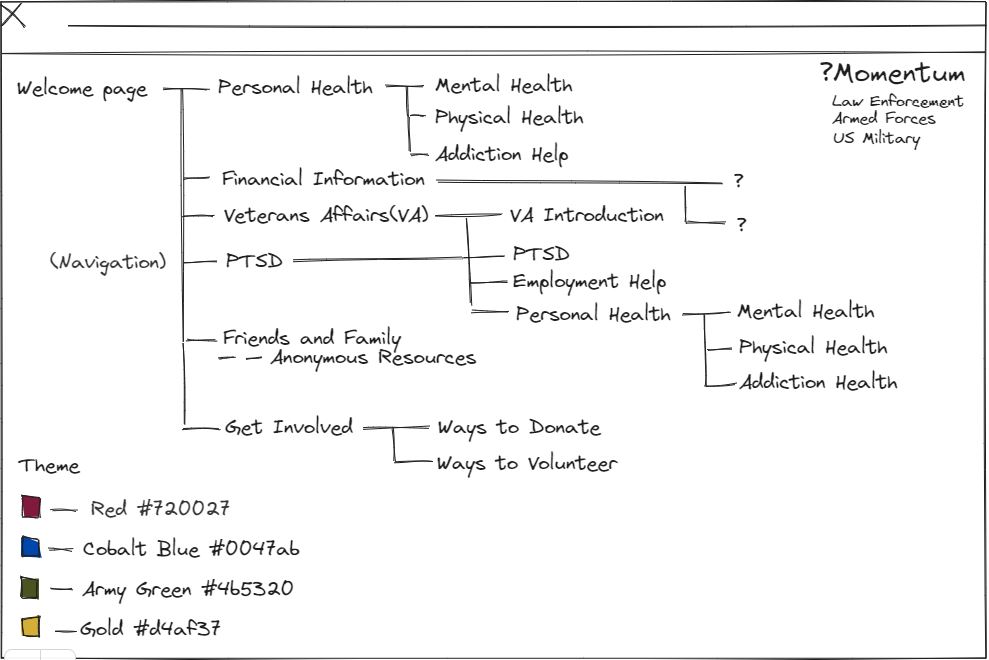 ?Momentum
Law Enforcement
Armed Forces
US Military
Welcome page
Personal Health
Mental Health
Physical Health
Addiction Help
Financial Information
?
?
Veterans Affairs(VA)
VA Introduction
(Navigation)
PTSD
PTSD
Employment Help
Personal Health
Mental Health
Physical Health
Addiction Health
Friends and Family
Anonymous Resources
Get Involved
Ways to Donate
Ways to Volunteer
Theme
Red #720027
Cobalt Blue #0047ab
Army Green #4b5320
Gold #d4af37